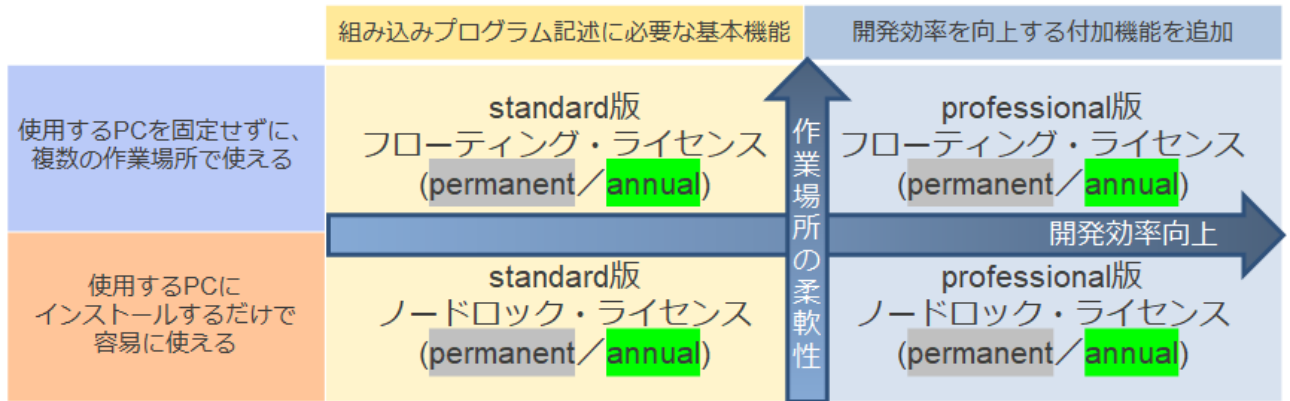 組み込みプログラム記述に必要な基本機能
開発効率を向上する付加機能を追加
使用するPCを固定せずに、
複数の作業場所で使える
standard版
フローティング・ライセンス
(permanent／annual)
professional版
フローティング・ライセンス
(permanent／annual)
作業場所の柔軟性
開発効率向上
使用するPCに
インストールするだけで
容易に使える
standard版
ノードロック・ライセンス
(permanent／annual)
professional版
ノードロック・ライセンス
(permanent／annual)